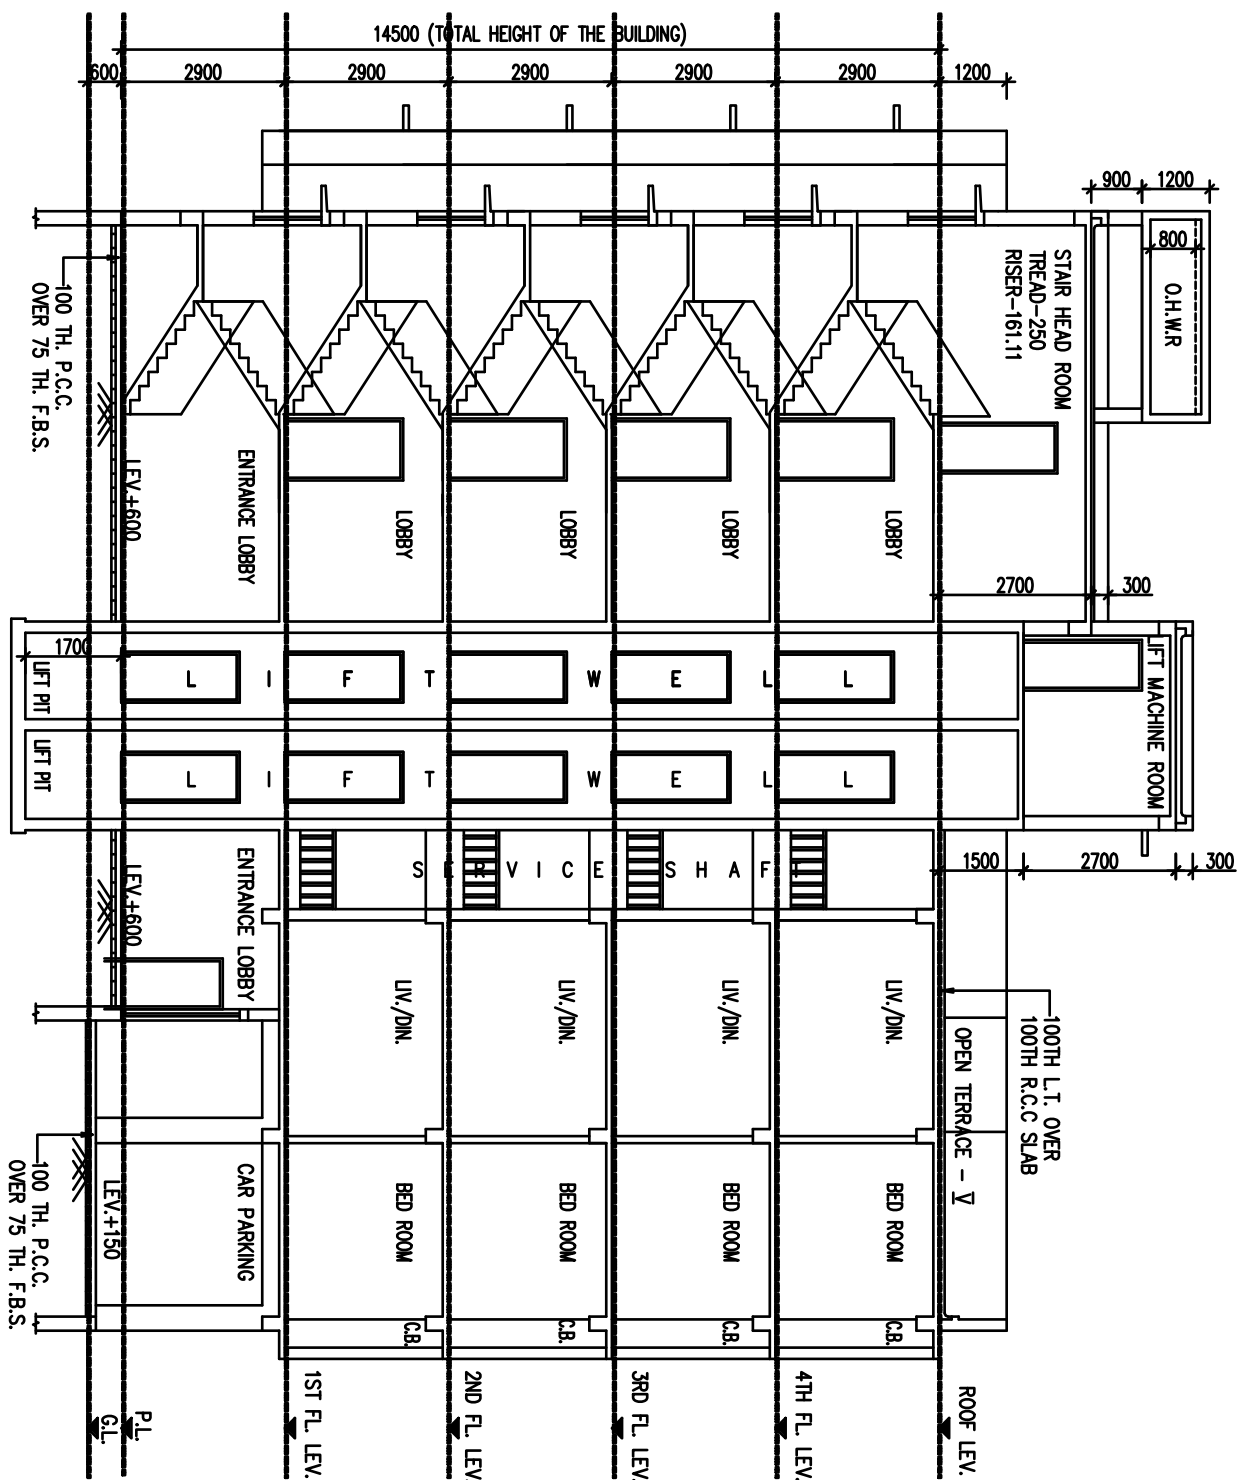 14500 (TOTAL HEIGHT OF THE BUILDING)
600
2900
2900
2900
2900
2900
1200
900
1200
800
O.H.W.R
STAIR HEAD ROOM
TREAD-250
RISER-161.11
100 TH. P.C.C.
OVER 75 TH. F.B.S.
LEV.+600
ENTRANCE LOBBY
LOBBY
LOBBY
LOBBY
LOBBY
2700
300
1700
LIFT PIT
L I F T W E L L
LIFT MACHINE ROOM
LIFT PIT
L I F T W E L L
LEV.+600
ENTRANCE LOBBY
S E R V I C E S H A F T
1500
2700
300
LIV./DIN.
LIV./DIN.
LIV./DIN.
LIV./DIN.
100TH L.T. OVER
100TH R.C.C SLAB
OPEN TERRACE - V
100 TH. P.C.C.
OVER 75 TH. F.B.S.
LEV.+150
CAR PARKING
BED ROOM
BED ROOM
BED ROOM
BED ROOM
C.B.
C.B.
C.B.
C.B.
G.L.
P.L.
1ST FL. LEV.
2ND FL. LEV.
3RD FL. LEV.
4TH FL. LEV.
ROOF LEV.